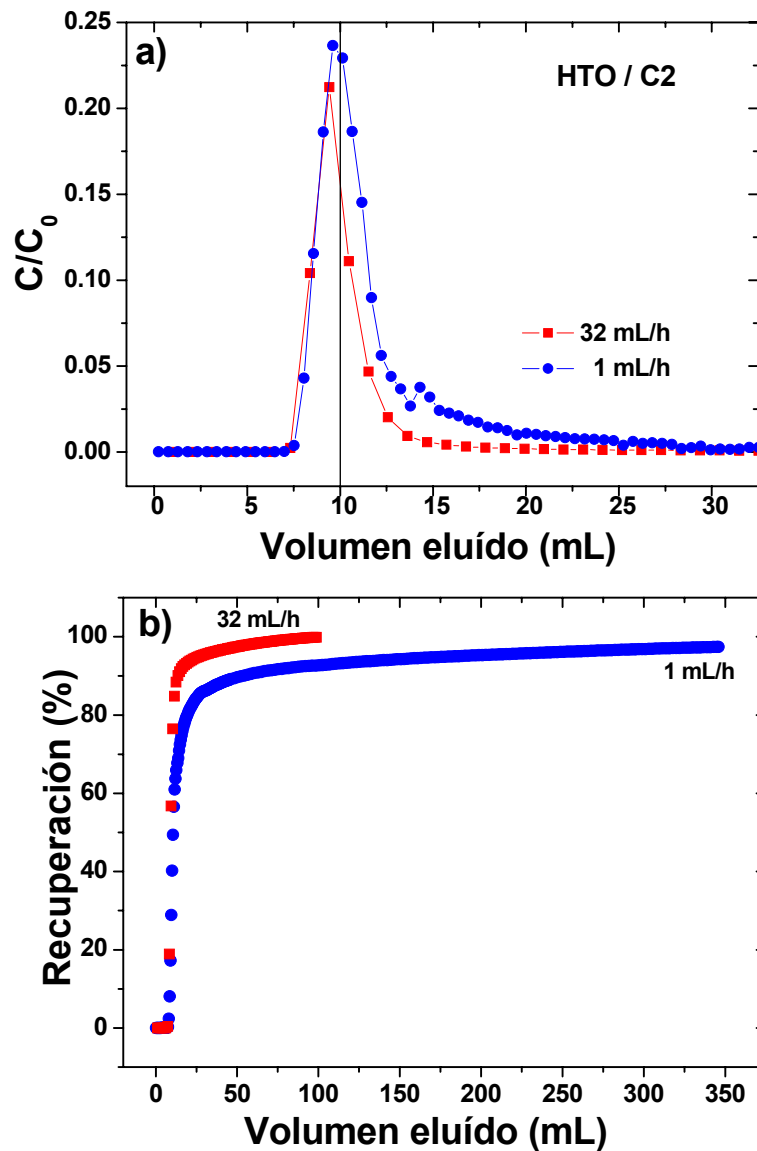 a)
HTO / C2
0.25
0.20
0.15
0.10
0.05
0.00
C/C₀
32 mL/h
1 mL/h
0 5 10 15 20 25 30
Volumen eluído (mL)
b)
32 mL/h
1 mL/h
100
80
60
40
20
0
Recuperación (%)
0 50 100 150 200 250 300 350
Volumen eluído (mL)